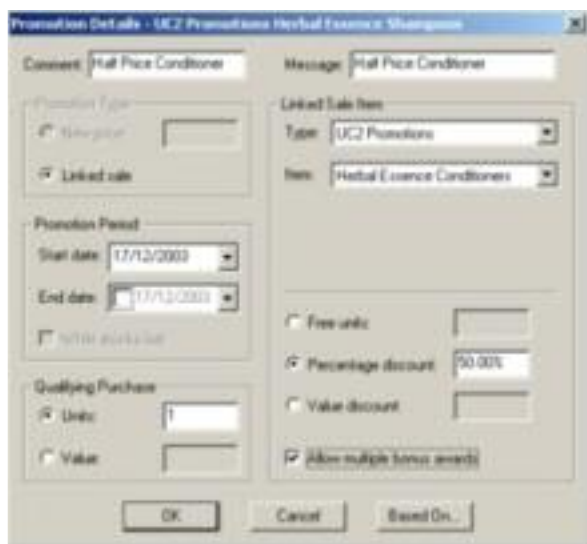 Promotion Details - UC2 Promotions Herbal Essence Shampoos
Comment: Half Price Conditioner
Message: Half Price Conditioner
Promotion Type
New price
Linked sale
Promotion Period
Start date: 17/12/2003
End date: 17/12/2003
While stocks last
Qualifying Purchase
Units: 1
Value:
Linked Sale Item
Type: UC2 Promotions
Item: Herbal Essence Conditioners
Free units:
Percentage discount: 50.00%
Value discount:
Allow multiple bonus awards
OK
Cancel
Based On...